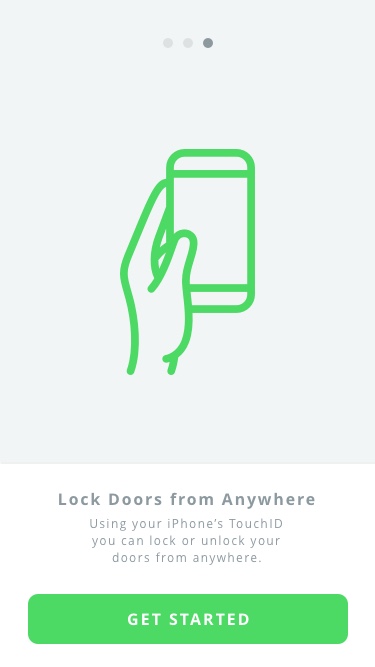 Lock Doors from Anywhere
Using your iPhone's TouchID
you can lock or unlock your
doors from anywhere.
GET STARTED